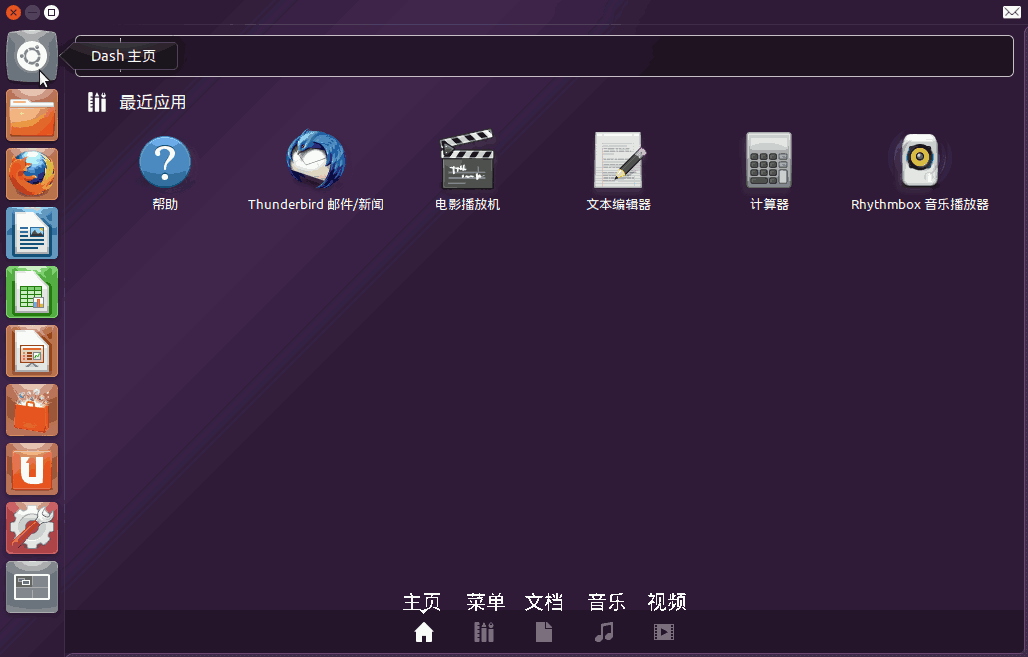 Dash 主页
最近应用
帮助
Thunderbird 邮件/新闻
电影播放机
文本编辑器
计算器
Rhythmbox 音乐播放器
主页 菜单 文档 音乐 视频